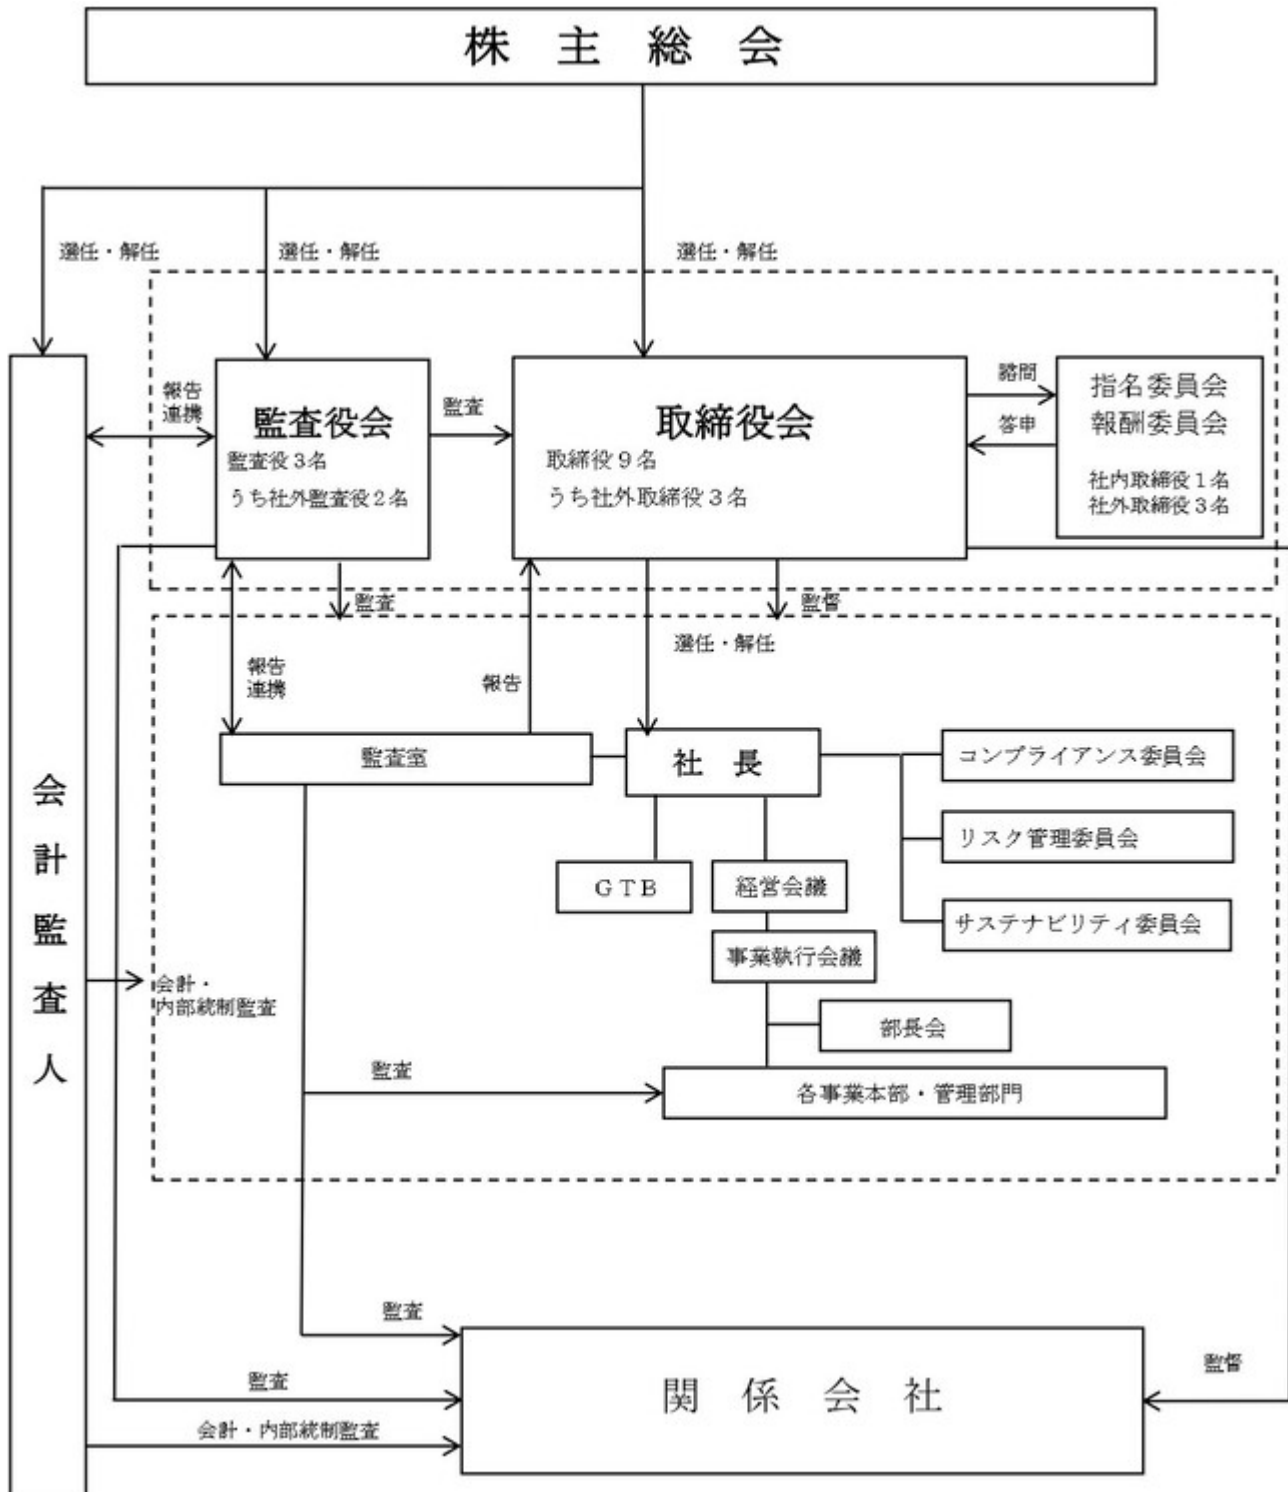 株主総会
選任・解任
選任・解任
選任・解任
報告
連携
監査役会
監査役3名
うち社外監査役2名
監査
取締役会
取締役9名
うち社外取締役3名
諮問
答申
指名委員会
報酬委員会
社内取締役1名
社外取締役3名
監査
監督
選任・解任
報告
連携
報告
監査室
社長
コンプライアンス委員会
リスク管理委員会
サステナビリティ委員会
GTB
経営会議
事業執行会議
部長会
会計監査人
会計・
内部統制監査
監査
各事業本部・管理部門
監査
監査
会計・内部統制監査
関係会社
監督